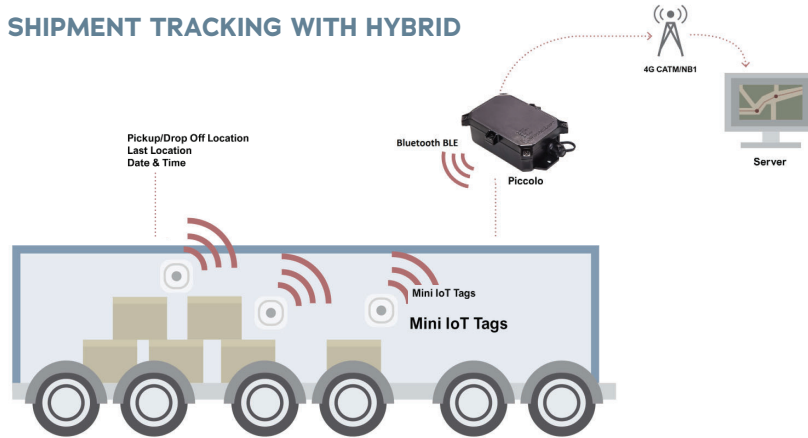 SHIPMENT TRACKING WITH HYBRID
4G CATM/NB1
Server
Pickup/Drop Off Location
Last Location
Date & Time
Bluetooth BLE
Piccolo
Mini IoT Tags
Mini IoT Tags